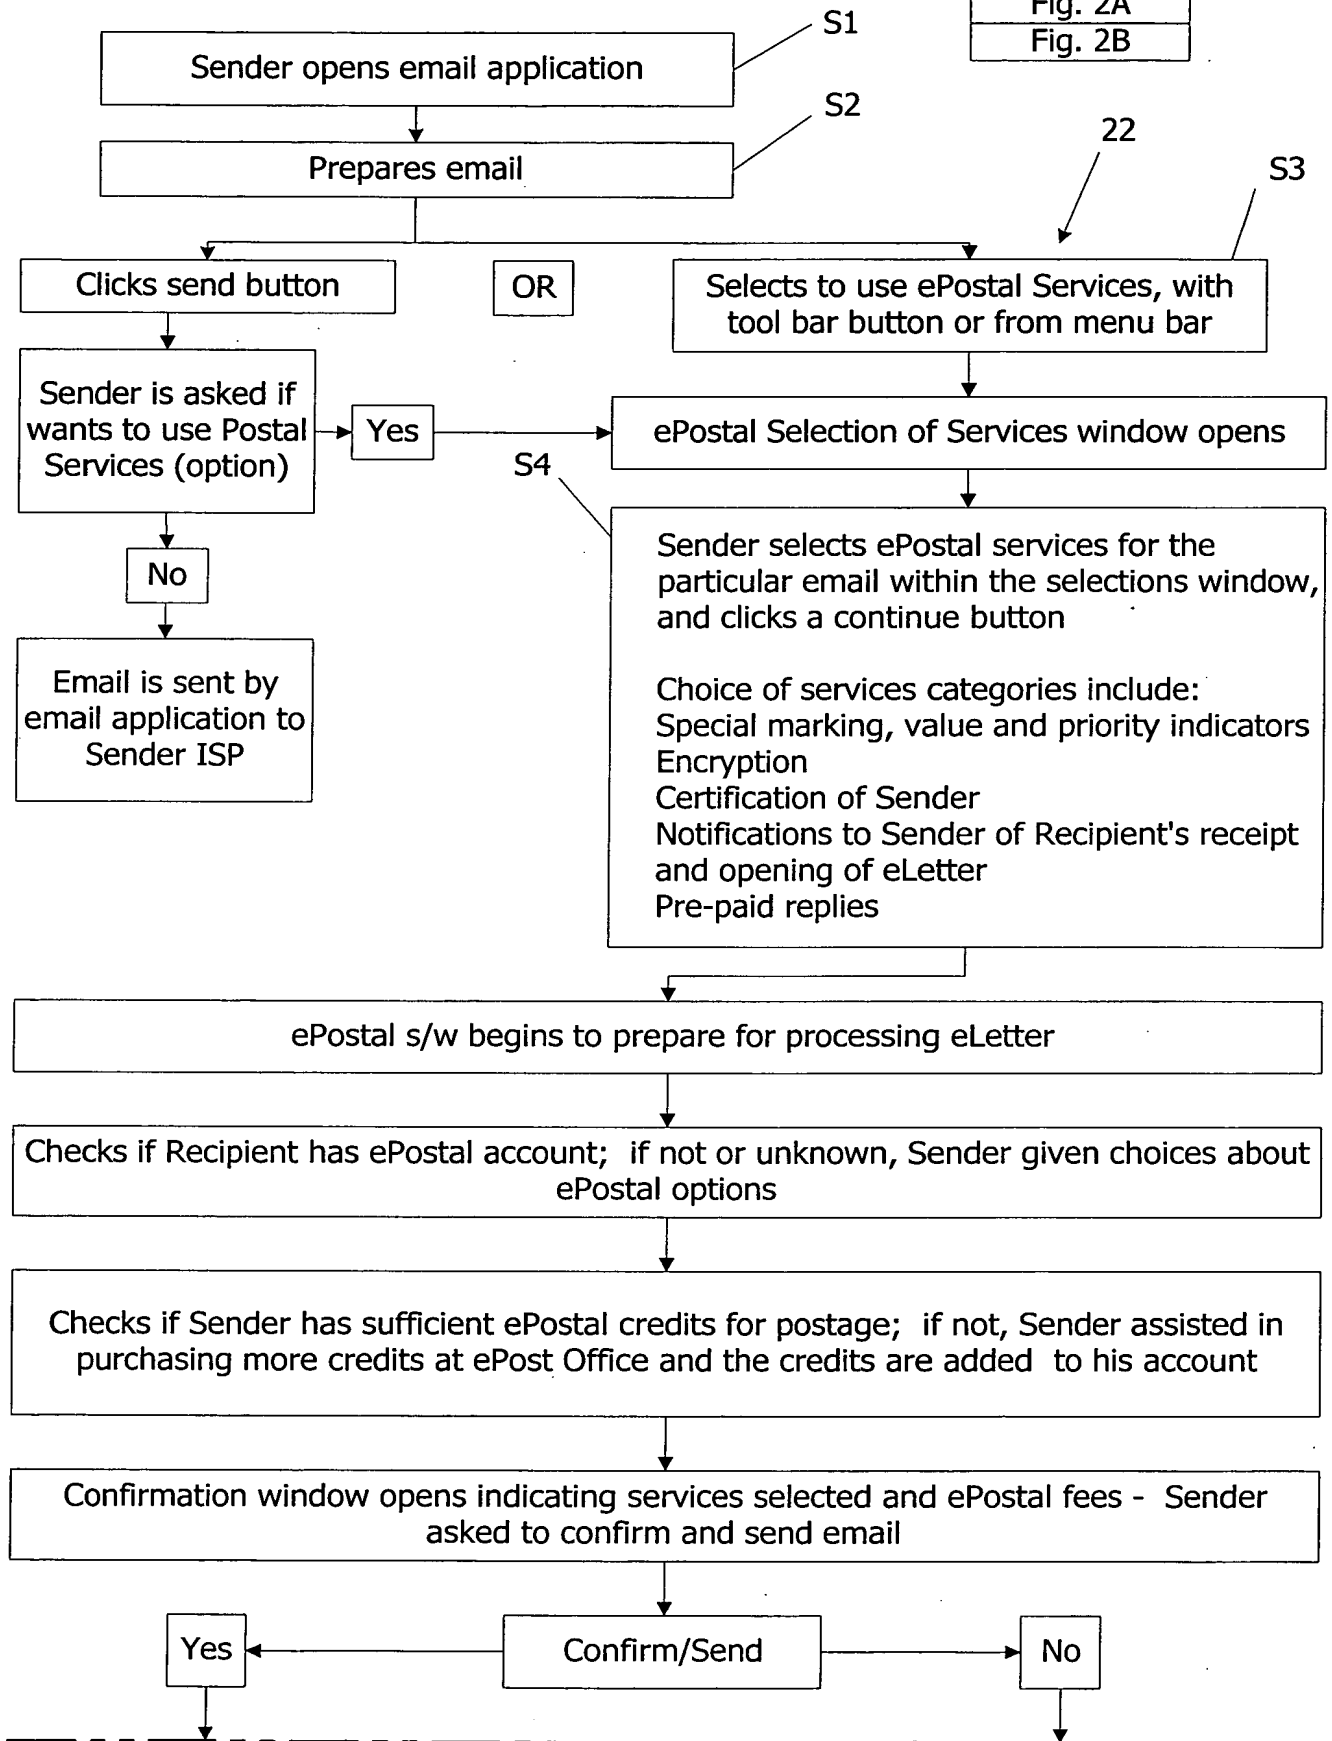 Fig. 2A
Fig. 2B
S1
Sender opens email application
S2
Prepares email
22
S3
Clicks send button
OR
Selects to use ePostal Services, with
tool bar button or from menu bar
Sender is asked if
wants to use Postal
Services (option)
Yes
ePostal Selection of Services window opens
S4
No
Email is sent by
email application to
Sender ISP
Sender selects ePostal services for the
particular email within the selections window,
and clicks a continue button
Choice of services categories include:
Special marking, value and priority indicators
Encryption
Certification of Sender
Notifications to Sender of Recipient's receipt
and opening of eLetter
Pre-paid replies
ePostal s/w begins to prepare for processing eLetter
Checks if Recipient has ePostal account; if not or unknown, Sender given choices about
ePostal options
Checks if Sender has sufficient ePostal credits for postage; if not, Sender assisted in
purchasing more credits at ePost Office and the credits are added to his account
Confirmation window opens indicating services selected and ePostal fees - Sender
asked to confirm and send email
Yes
Confirm/Send
No